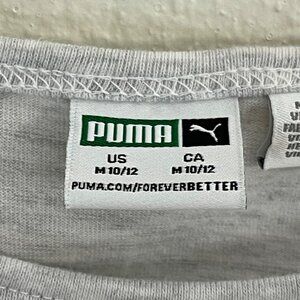 PUMA
US CA
M 10/12 M 10/12
PUMA.COM/FOREVERBETTER